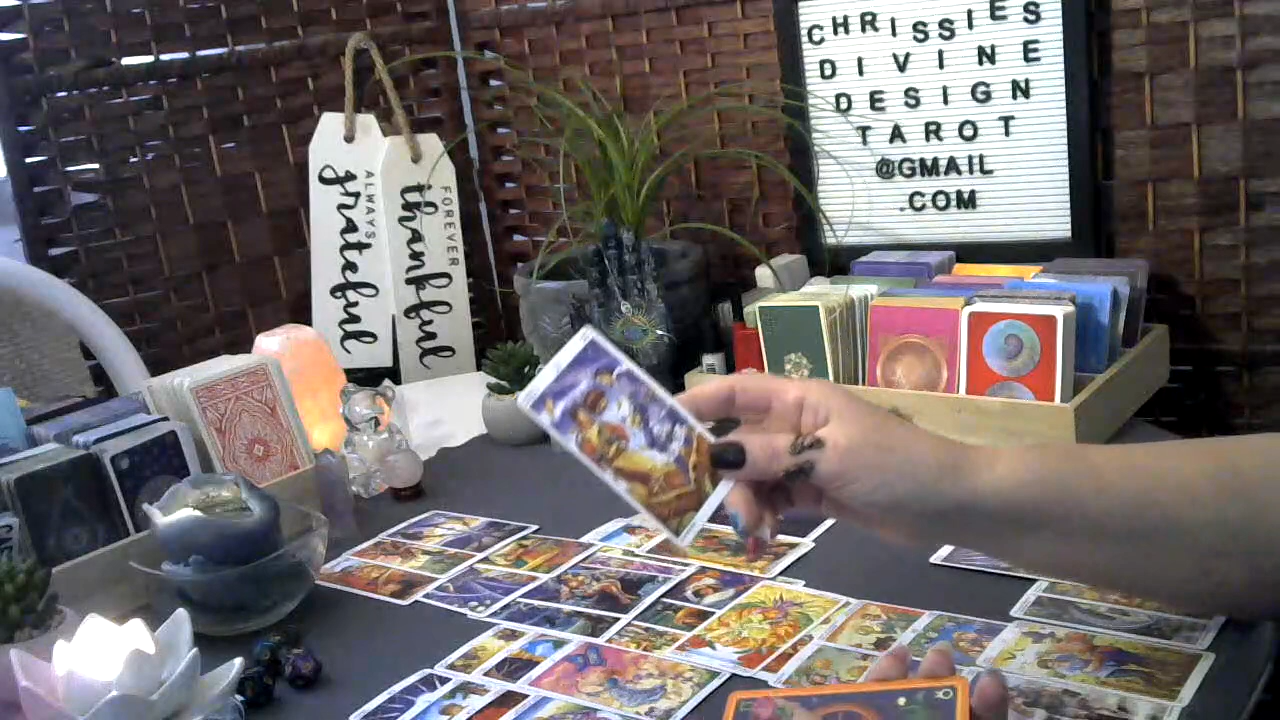 CHRISSIES
DIVINE
DESIGN
TAROT
@GMAIL
.COM
ALWAYS
grateful
FOREVER
thankful